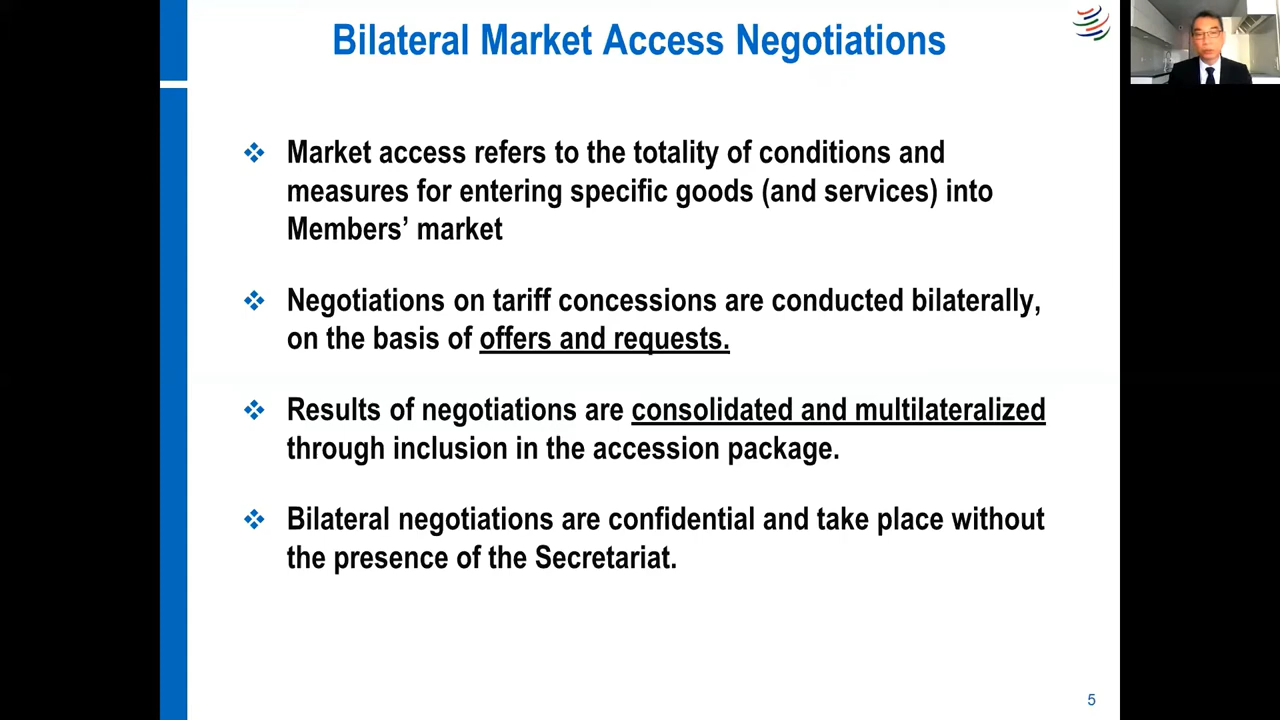 Bilateral Market Access Negotiations
Market access refers to the totality of conditions and
measures for entering specific goods (and services) into
Members’ market
Negotiations on tariff concessions are conducted bilaterally,
on the basis of offers and requests.
Results of negotiations are consolidated and multilateralized
through inclusion in the accession package.
Bilateral negotiations are confidential and take place without
the presence of the Secretariat.
5